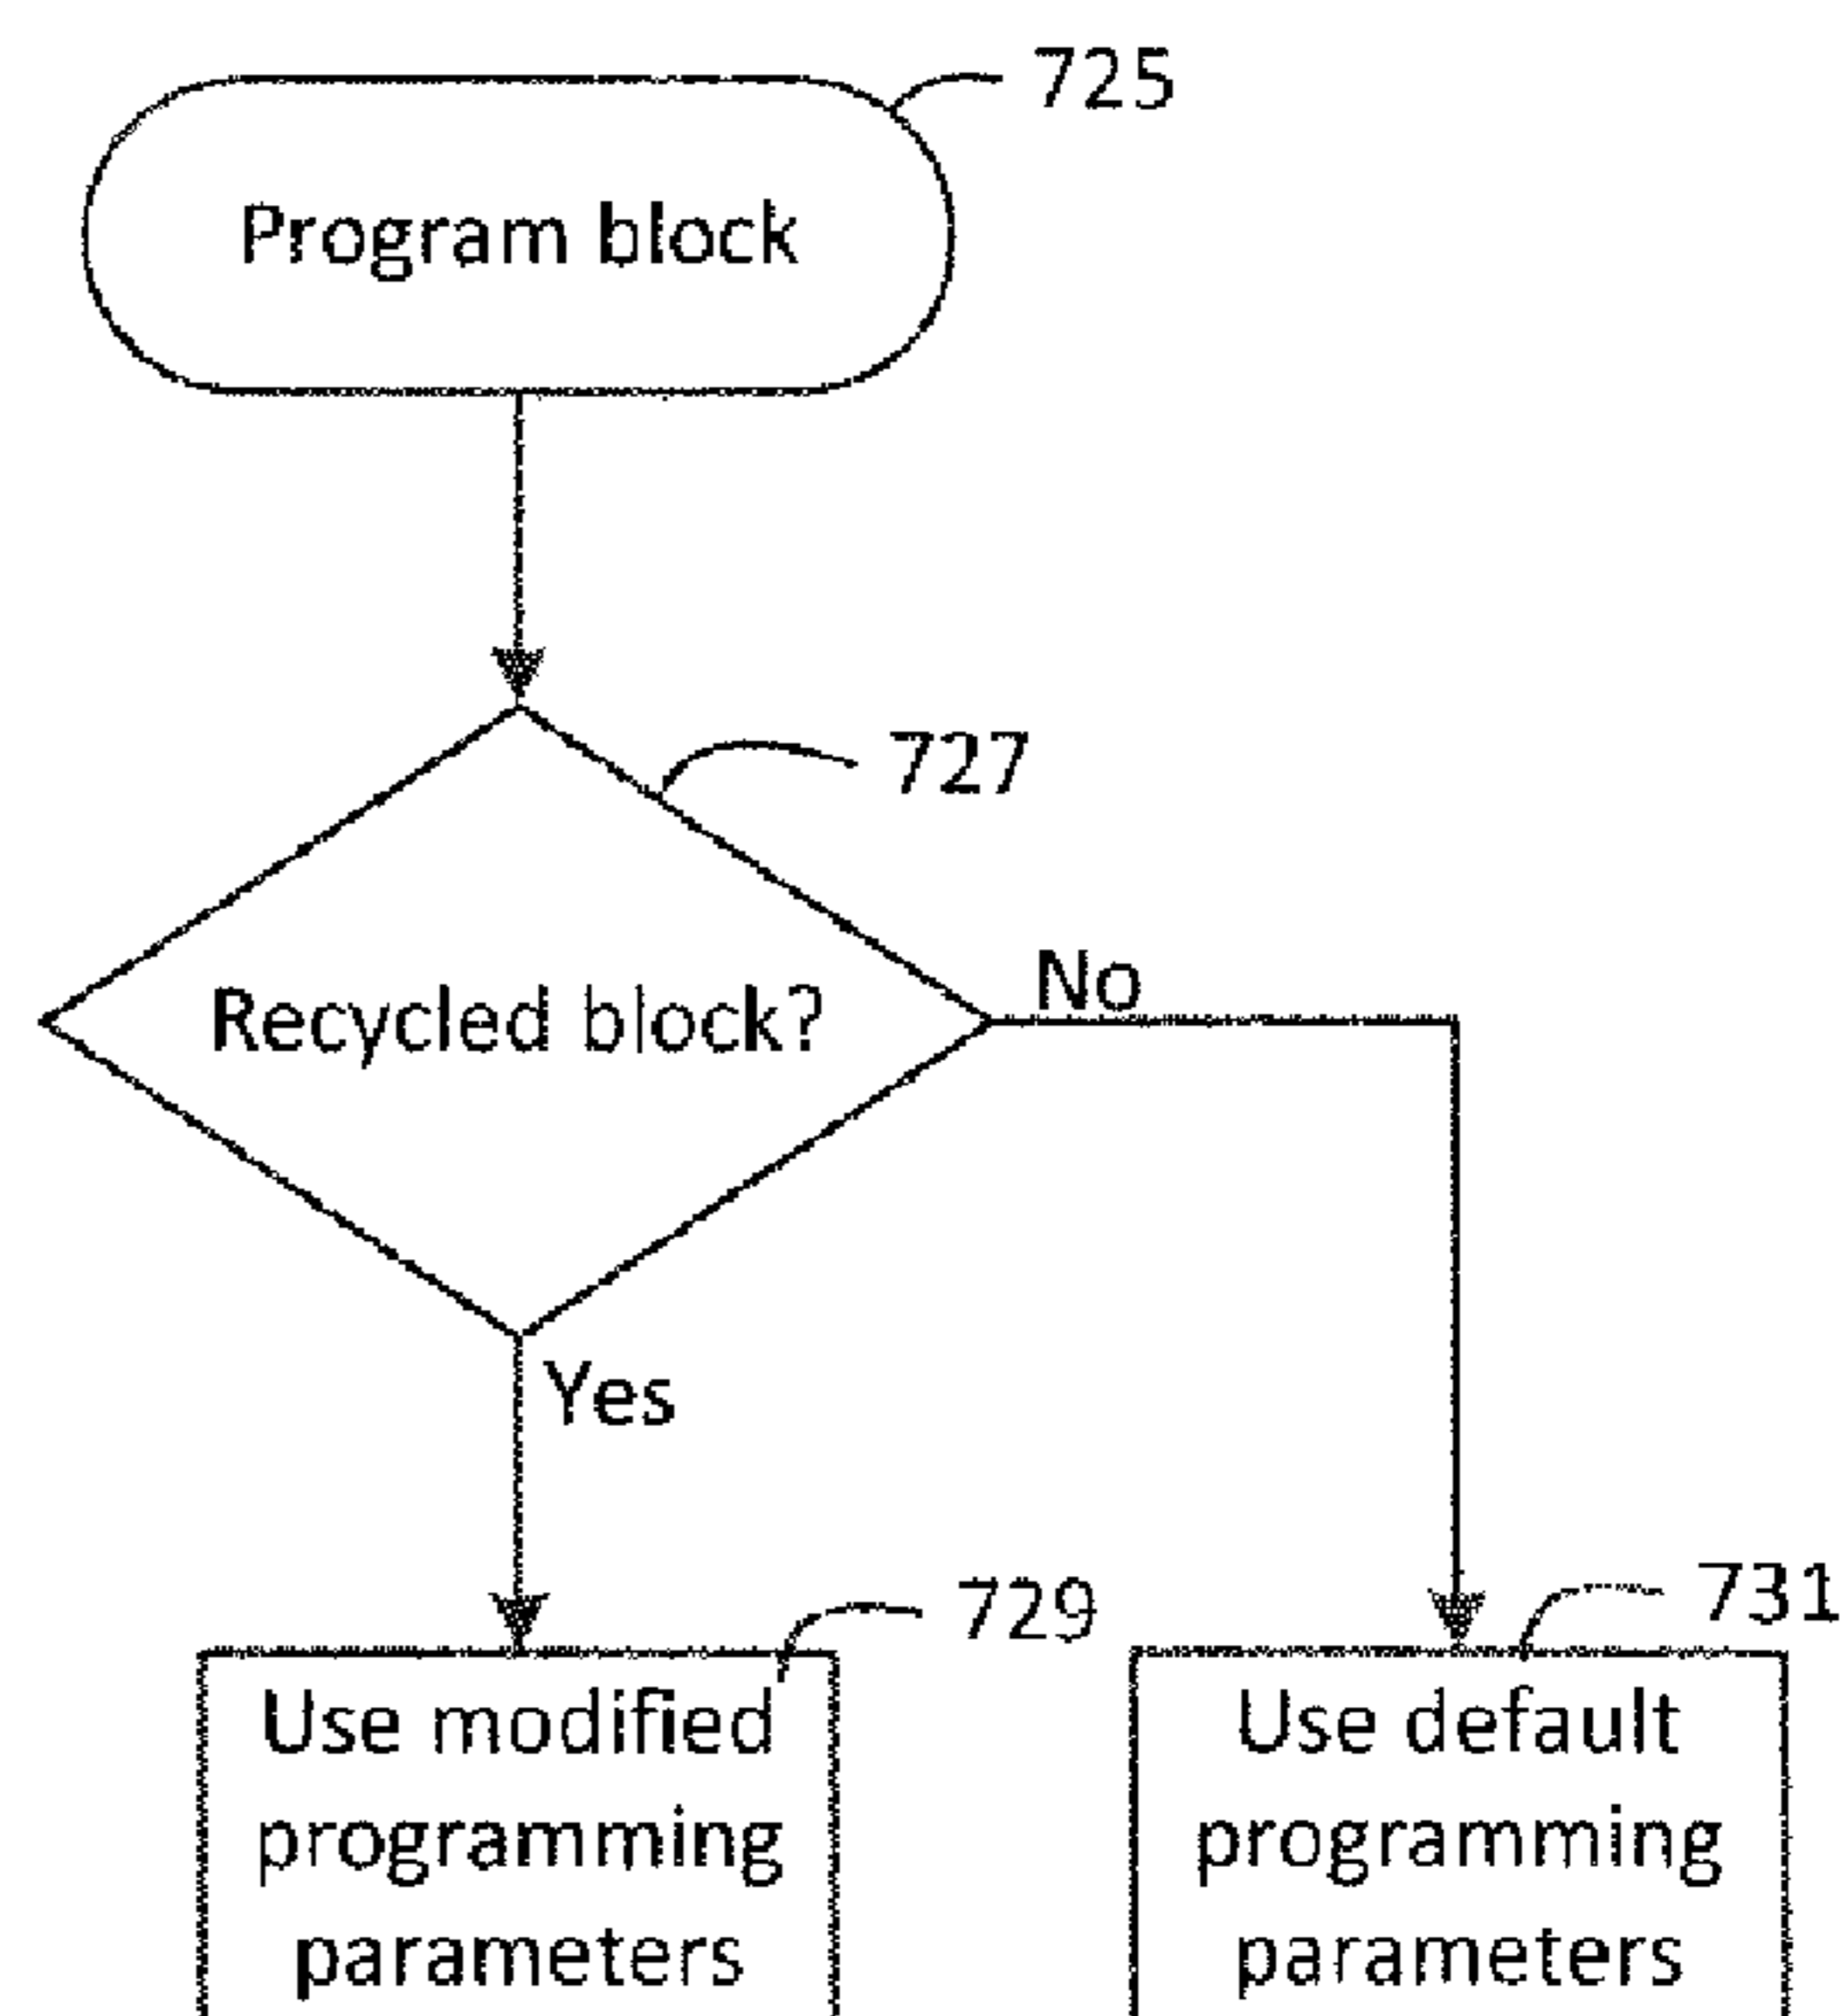 725
Program block
727
Recycled block?
No
Yes
729
731
Use modified
programming
parameters
Use default
programming
parameters